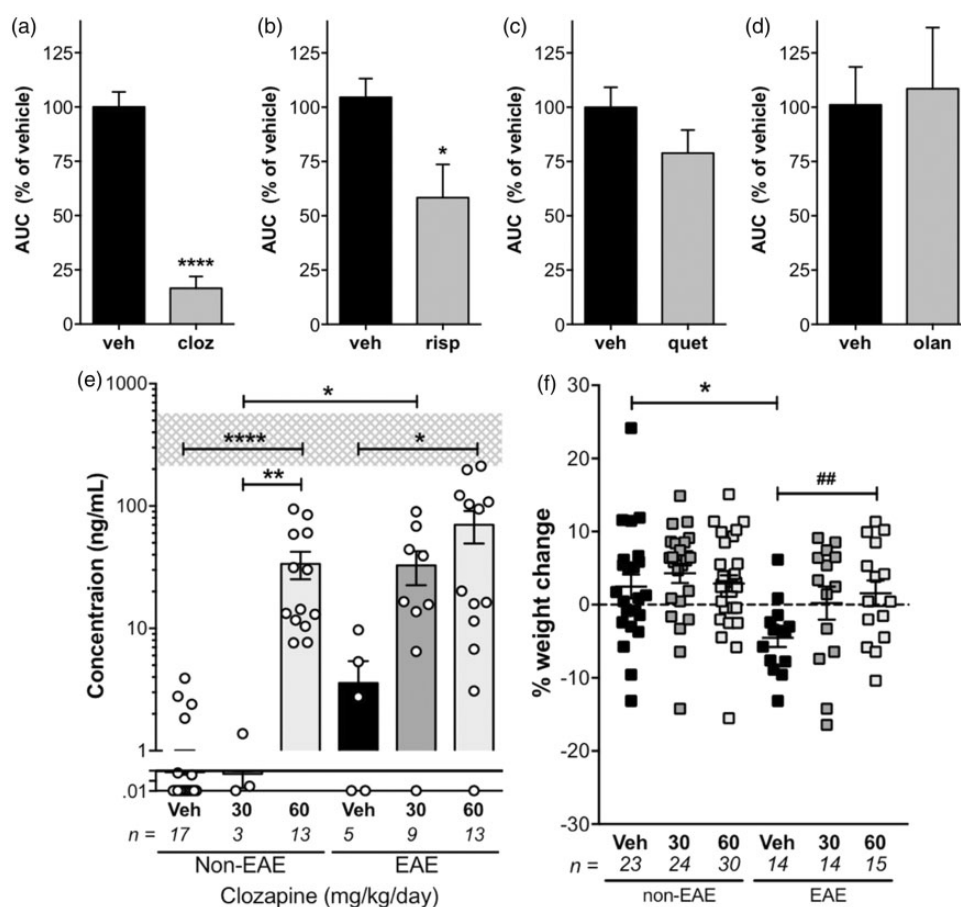 (a)
AUC (% of vehicle)
125
100
75
50
25
0
****
veh cloz
(b)
AUC (% of vehicle)
125
100
75
50
25
0
*
veh risp
(c)
AUC (% of vehicle)
125
100
75
50
25
0
veh quet
(d)
AUC (% of vehicle)
125
100
75
50
25
0
veh olan
(e)
Concentraion (ng/mL)
1000
100
10
1
.01
*
**** *
**
Veh 30 60 Veh 30 60
n = 17 3 13 5 9 13
Non-EAE EAE
Clozapine (mg/kg/day)
(f)
% weight change
30
20
10
0
-10
-20
-30
*
##
Veh 30 60 Veh 30 60
n = 23 24 30 14 14 15
non-EAE EAE